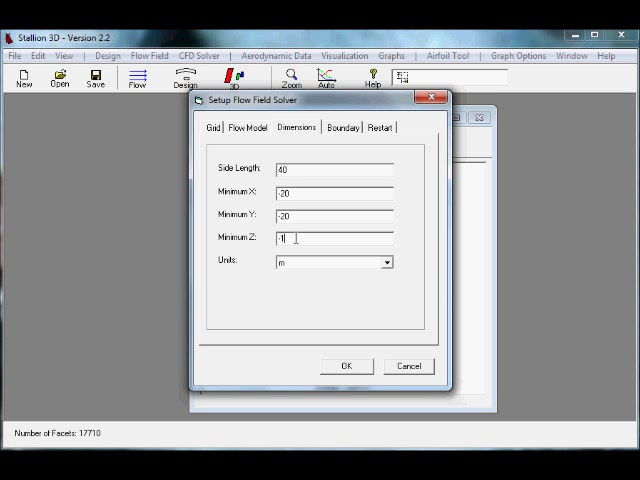 Stallion 3D - Version 2.2
File Edit View Design Flow Field CFD Solver Aerodynamic Data Visualization Graphs Airfoil Tool Graph Options Window Help
New Open Save Flow Design 3D Zoom Auto Help
Setup Flow Field Solver
Grid Flow Model Dimensions Boundary Restart
Side Length: 40
Minimum X: -20
Minimum Y: -20
Minimum Z: -1
Units: m
OK Cancel
Number of Facets: 17710